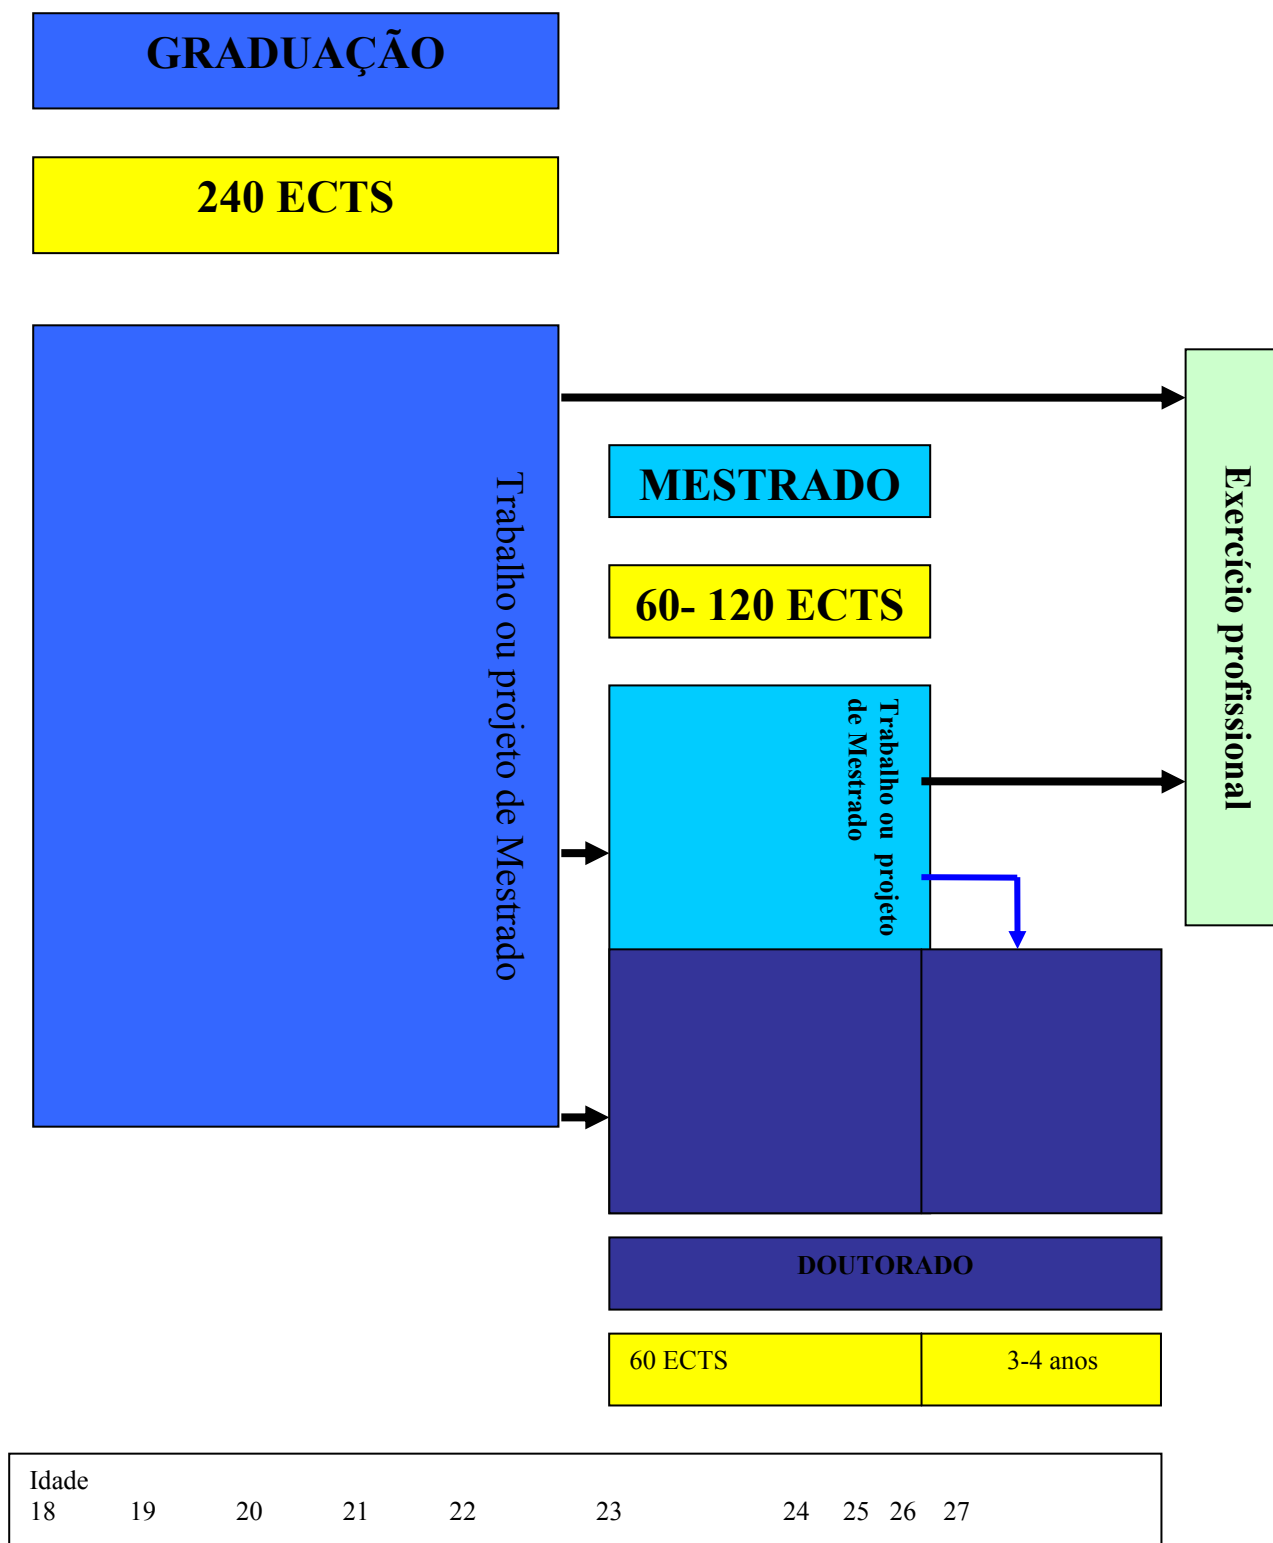 GRADUAÇÃO
240 ECTS
Trabalho ou projeto de Mestrado
MESTRADO
60- 120 ECTS
Trabalho ou projeto
de Mestrado
Exercício profissional
DOUTORADO
60 ECTS
3-4 anos
Idade
18 19 20 21 22 23 24 25 26 27